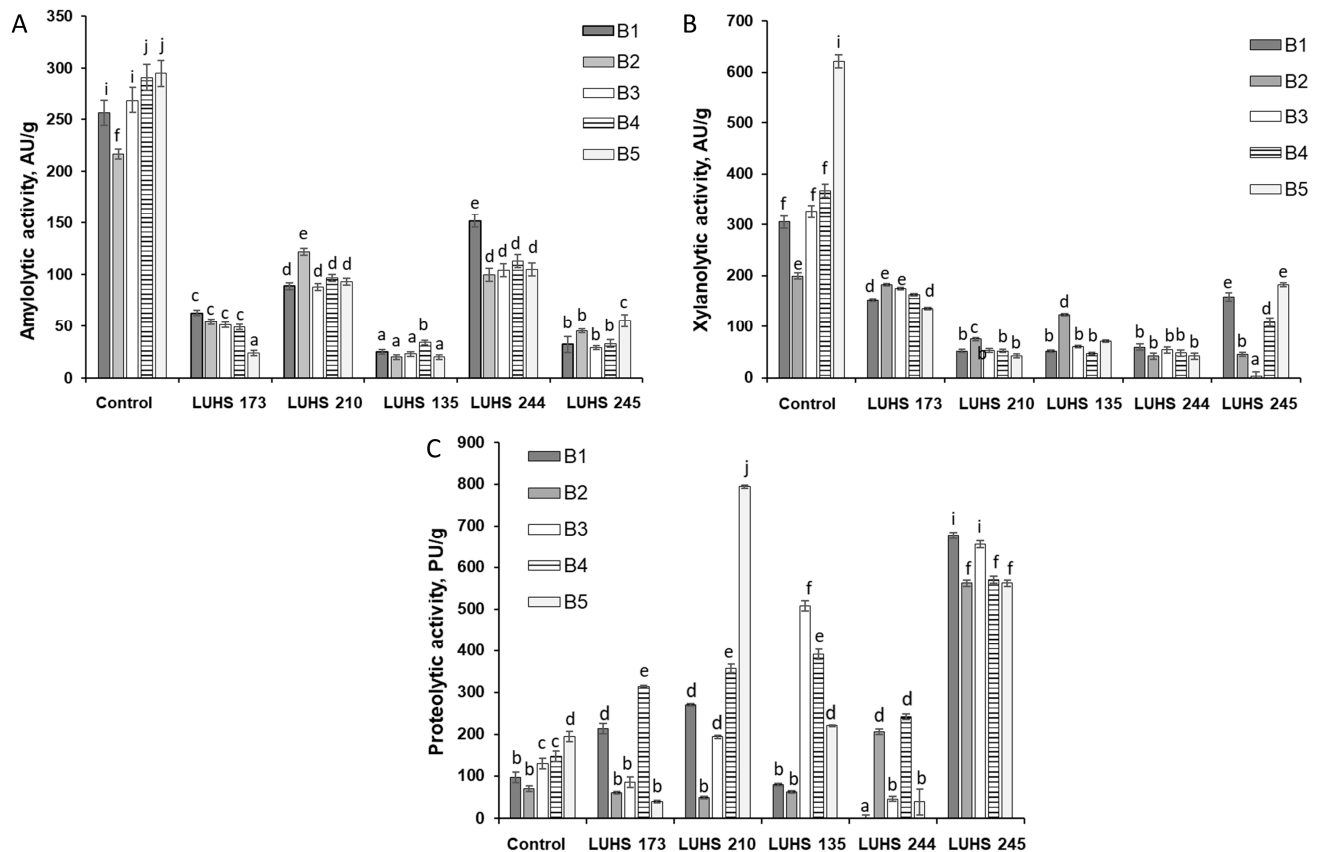 A
Amylolytic activity, AU/g
350
300
250
200
150
100
50
0
i f i j j
c c c c a
d e d d d
a a a b a
e d d d d
b b b b c
Control LUHS 173 LUHS 210 LUHS 135 LUHS 244 LUHS 245
B1
B2
B3
B4
B5
B
Xylanolytic activity, AU/g
700
600
500
400
300
200
100
0
f e f f i
d e e d
b c b b b
b d b b
b b b b b
e b a d e
Control LUHS 173 LUHS 210 LUHS 135 LUHS 244 LUHS 245
B1
B2
B3
B4
B5
C
Proteolytic activity, PU/g
900
800
700
600
500
400
300
200
100
0
b b c c d
d b b e b
d b d e j
b b f e d
a d b d b
i f i f f
Control LUHS 173 LUHS 210 LUHS 135 LUHS 244 LUHS 245
B1
B2
B3
B4
B5